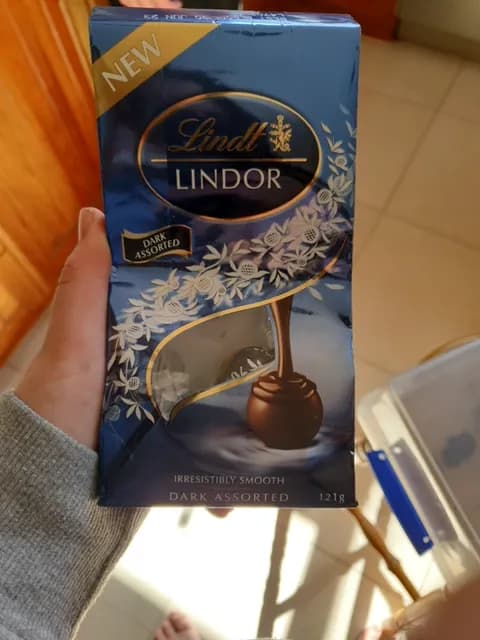 NEW
Lindt
LINDOR
DARK
ASSORTED
IRRESISTIBLY SMOOTH
DARK ASSORTED 121g